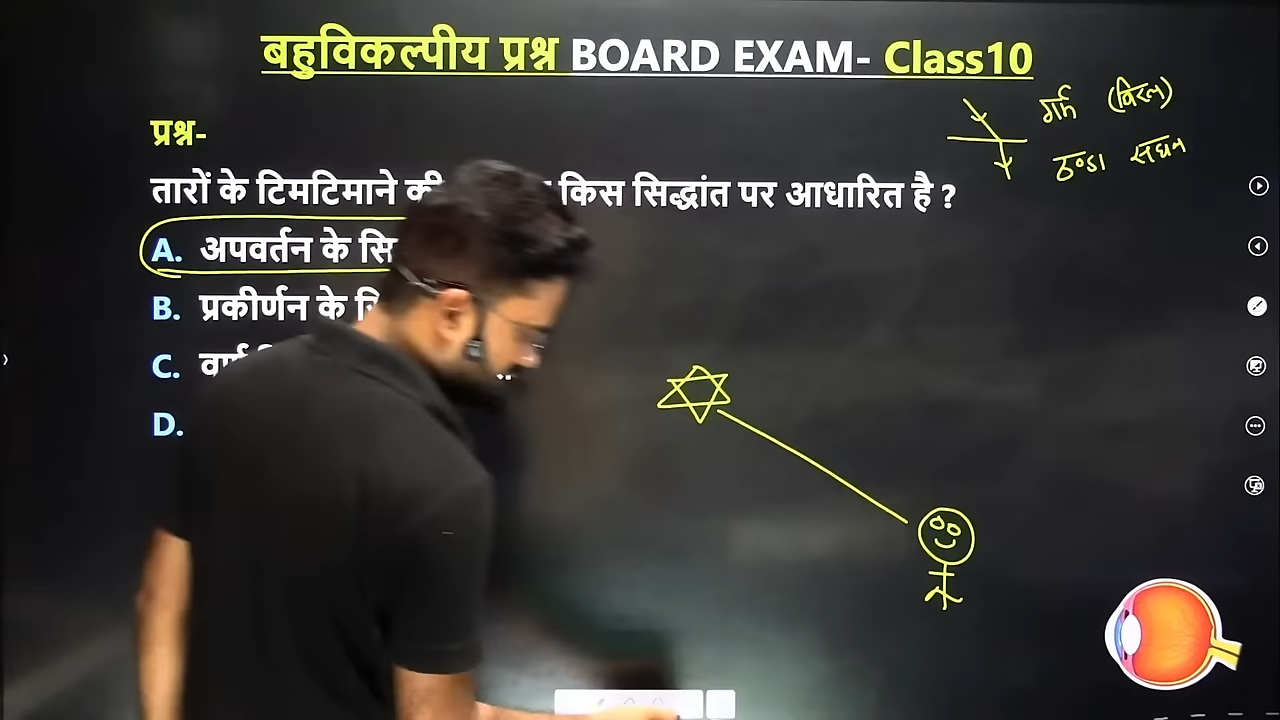 बहुविकल्पीय प्रश्न BOARD EXAM- Class10
गर्म (विरल)
ठण्डा सघन
प्रश्न-
तारों के टिमटिमाने की किस सिद्धांत पर आधारित है ?
A. अपवर्तन के
B. प्रकीर्णन के
C.
D.